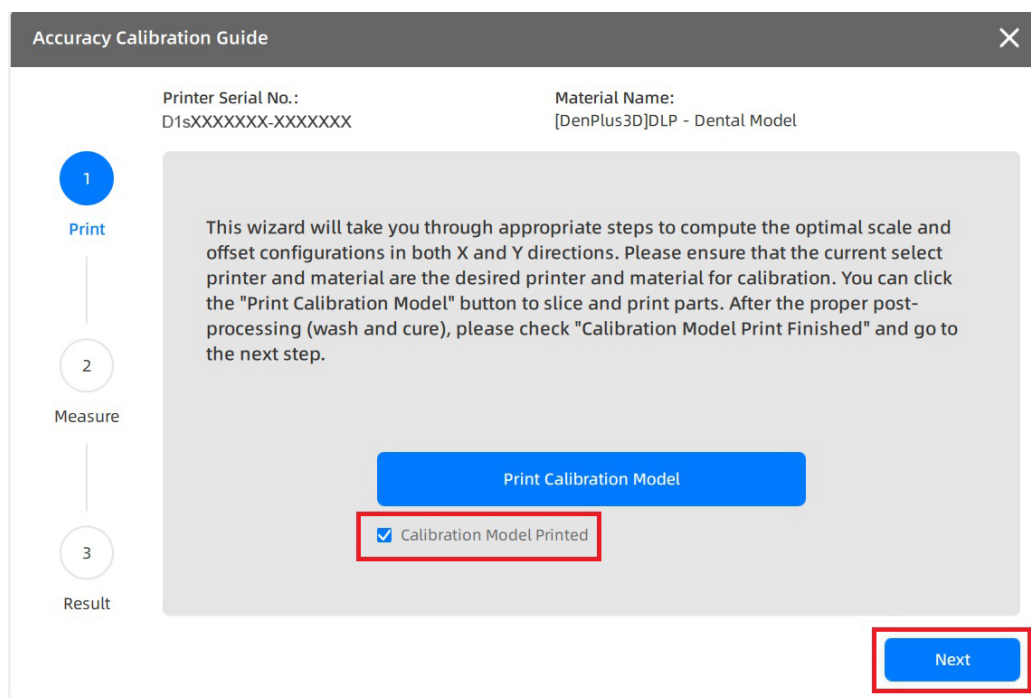 Accuracy Calibration Guide
Printer Serial No.:
D1sXXXXXXX-XXXXXXX
Material Name:
[DenPlus3D]DLP - Dental Model
1
Print
2
Measure
3
Result
This wizard will take you through appropriate steps to compute the optimal scale and
offset configurations in both X and Y directions. Please ensure that the current select
printer and material are the desired printer and material for calibration. You can click
the "Print Calibration Model" button to slice and print parts. After the proper post-
processing (wash and cure), please check "Calibration Model Print Finished" and go to
the next step.
Print Calibration Model
Calibration Model Printed
Next